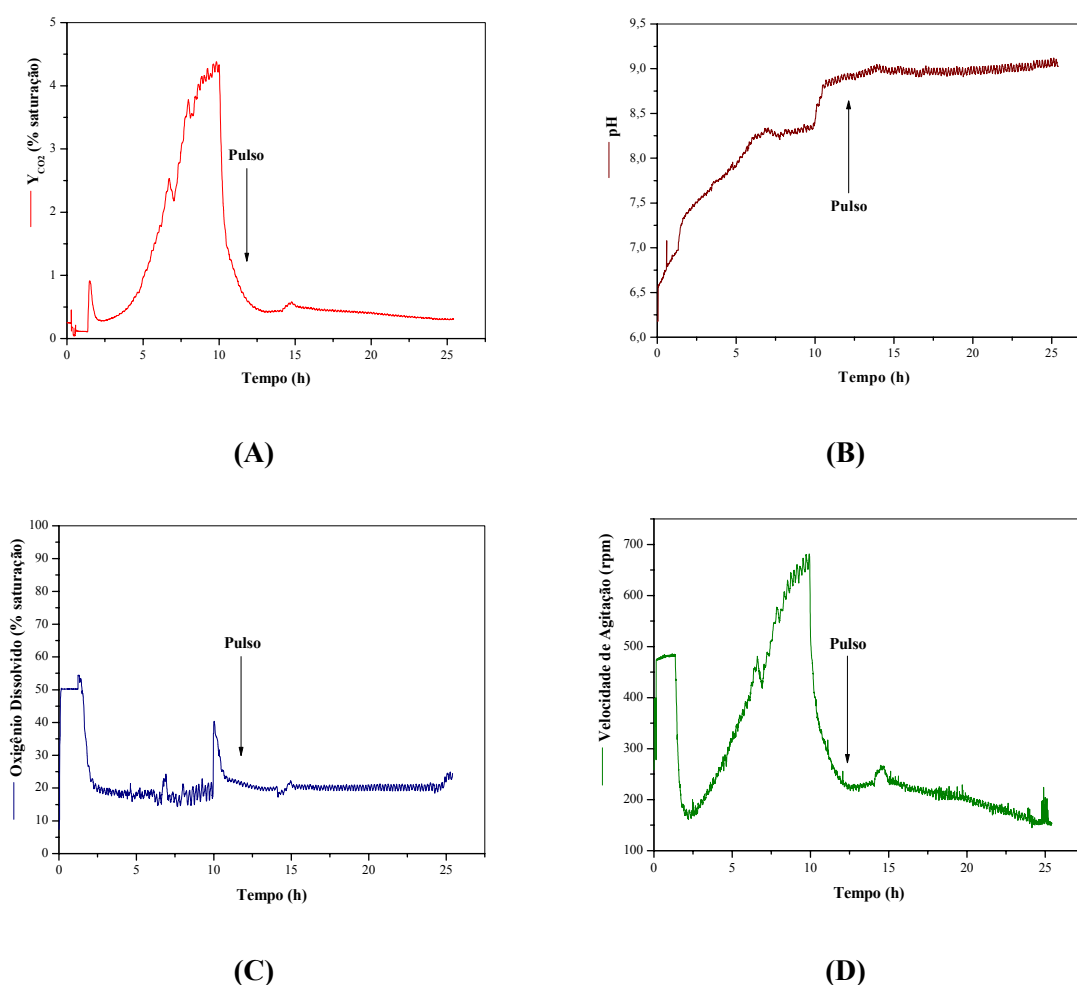 Y_CO2 (% saturação)
5
4
3
2
1
0
Pulso
0 5 10 15 20 25
Tempo (h)
(A)
pH
9,5
9,0
8,5
8,0
7,5
7,0
6,5
6,0
Pulso
0 5 10 15 20 25
Tempo (h)
(B)
Oxigênio Dissolvido (% saturação)
100
90
80
70
60
50
40
30
20
10
0
Pulso
0 5 10 15 20 25
Tempo (h)
(C)
Velocidade de Agitação (rpm)
700
600
500
400
300
200
100
Pulso
0 5 10 15 20 25
Tempo (h)
(D)